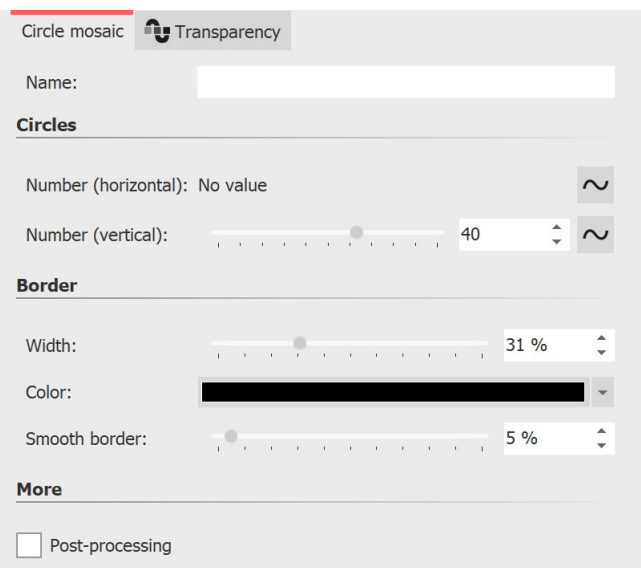 Circle mosaic Transparency
Name:
Circles
Number (horizontal): No value
Number (vertical): 40
Border
Width: 31 %
Color:
Smooth border: 5 %
More
Post-processing